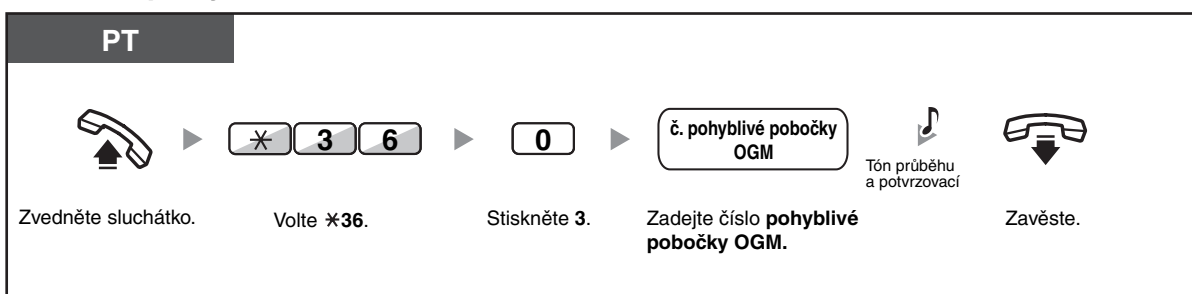 PT
✳ 3 6
0
č. pohyblivé pobočky
OGM
Tón průběhu
a potvrzovací
Zvedněte sluchátko.
Volte ✳36.
Stiskněte 3.
Zadejte číslo pohyblivé
pobočky OGM.
Zavěste.